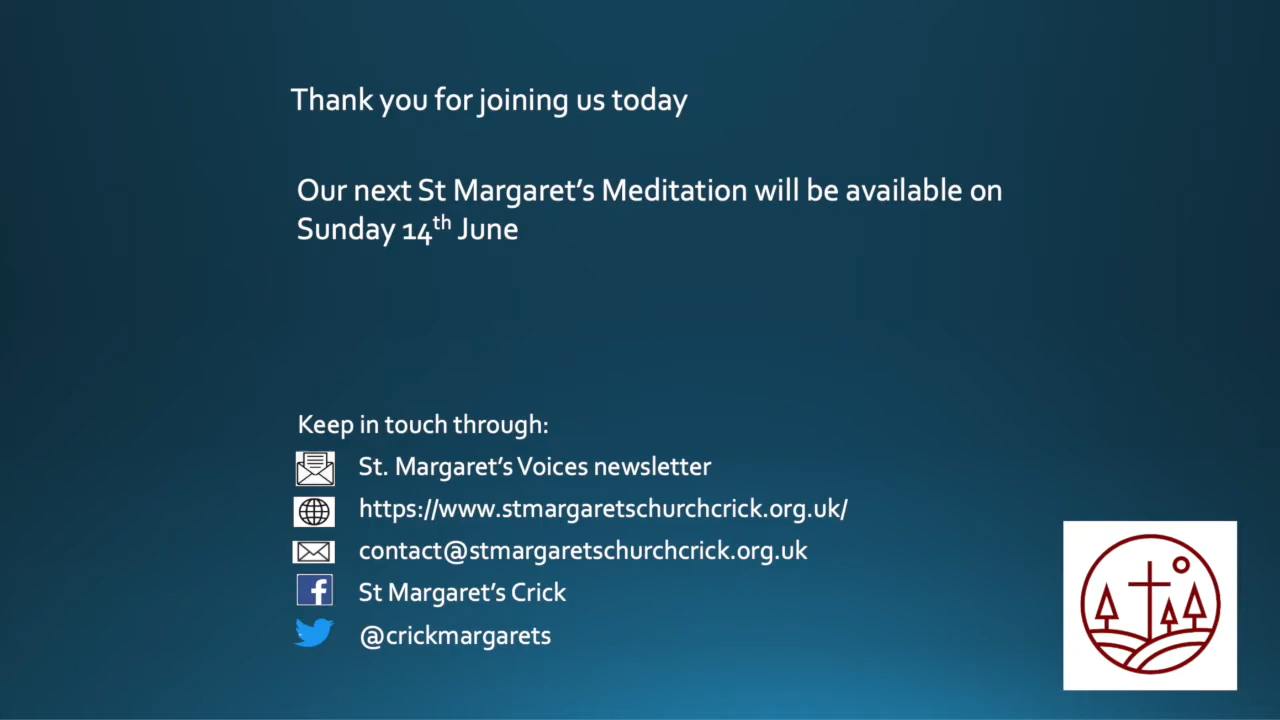 Thank you for joining us today
Our next St Margaret’s Meditation will be available on
Sunday 14th June
Keep in touch through:
St. Margaret’s Voices newsletter
https://www.stmargaretschurchcrick.org.uk/
contact@stmargaretschurchcrick.org.uk
St Margaret’s Crick
@crickmargarets